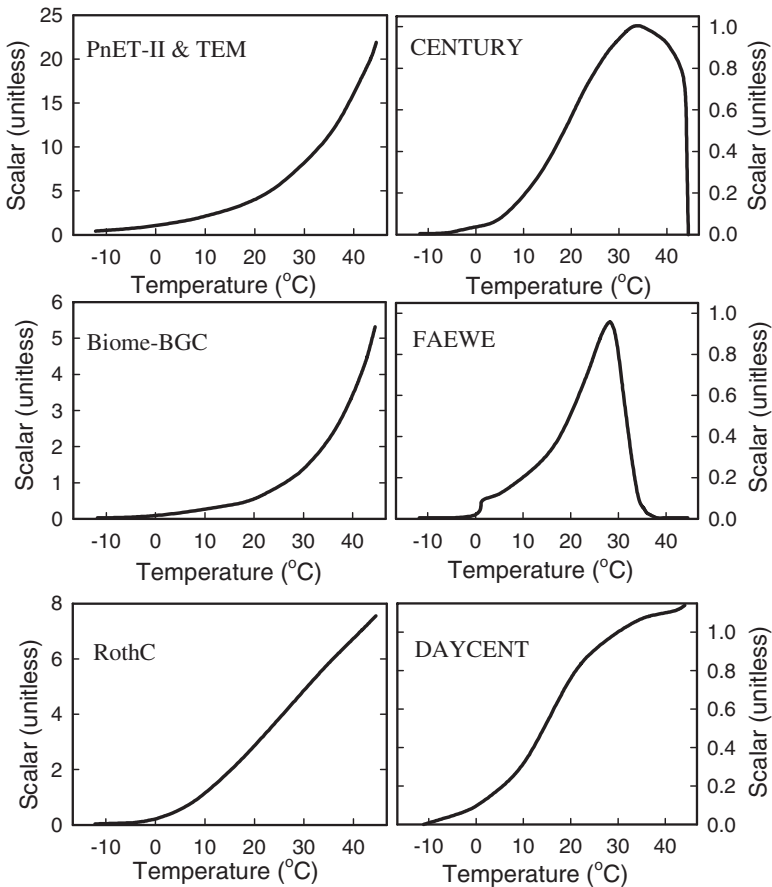 PnET-II & TEM
Scalar (unitless)
25
20
15
10
5
0
-10 0 10 20 30 40
Temperature (°C)
CENTURY
Scalar (unitless)
1.0
0.8
0.6
0.4
0.2
0.0
-10 0 10 20 30 40
Temperature (°C)
Biome-BGC
Scalar (unitless)
6
5
4
3
2
1
0
-10 0 10 20 30 40
Temperature (°C)
FAEWE
Scalar (unitless)
1.0
0.8
0.6
0.4
0.2
0.0
-10 0 10 20 30 40
Temperature (°C)
RothC
Scalar (unitless)
8
6
4
2
0
-10 0 10 20 30 40
Temperature (°C)
DAYCENT
Scalar (unitless)
1.0
0.8
0.6
0.4
0.2
0.0
-10 0 10 20 30 40
Temperature (°C)